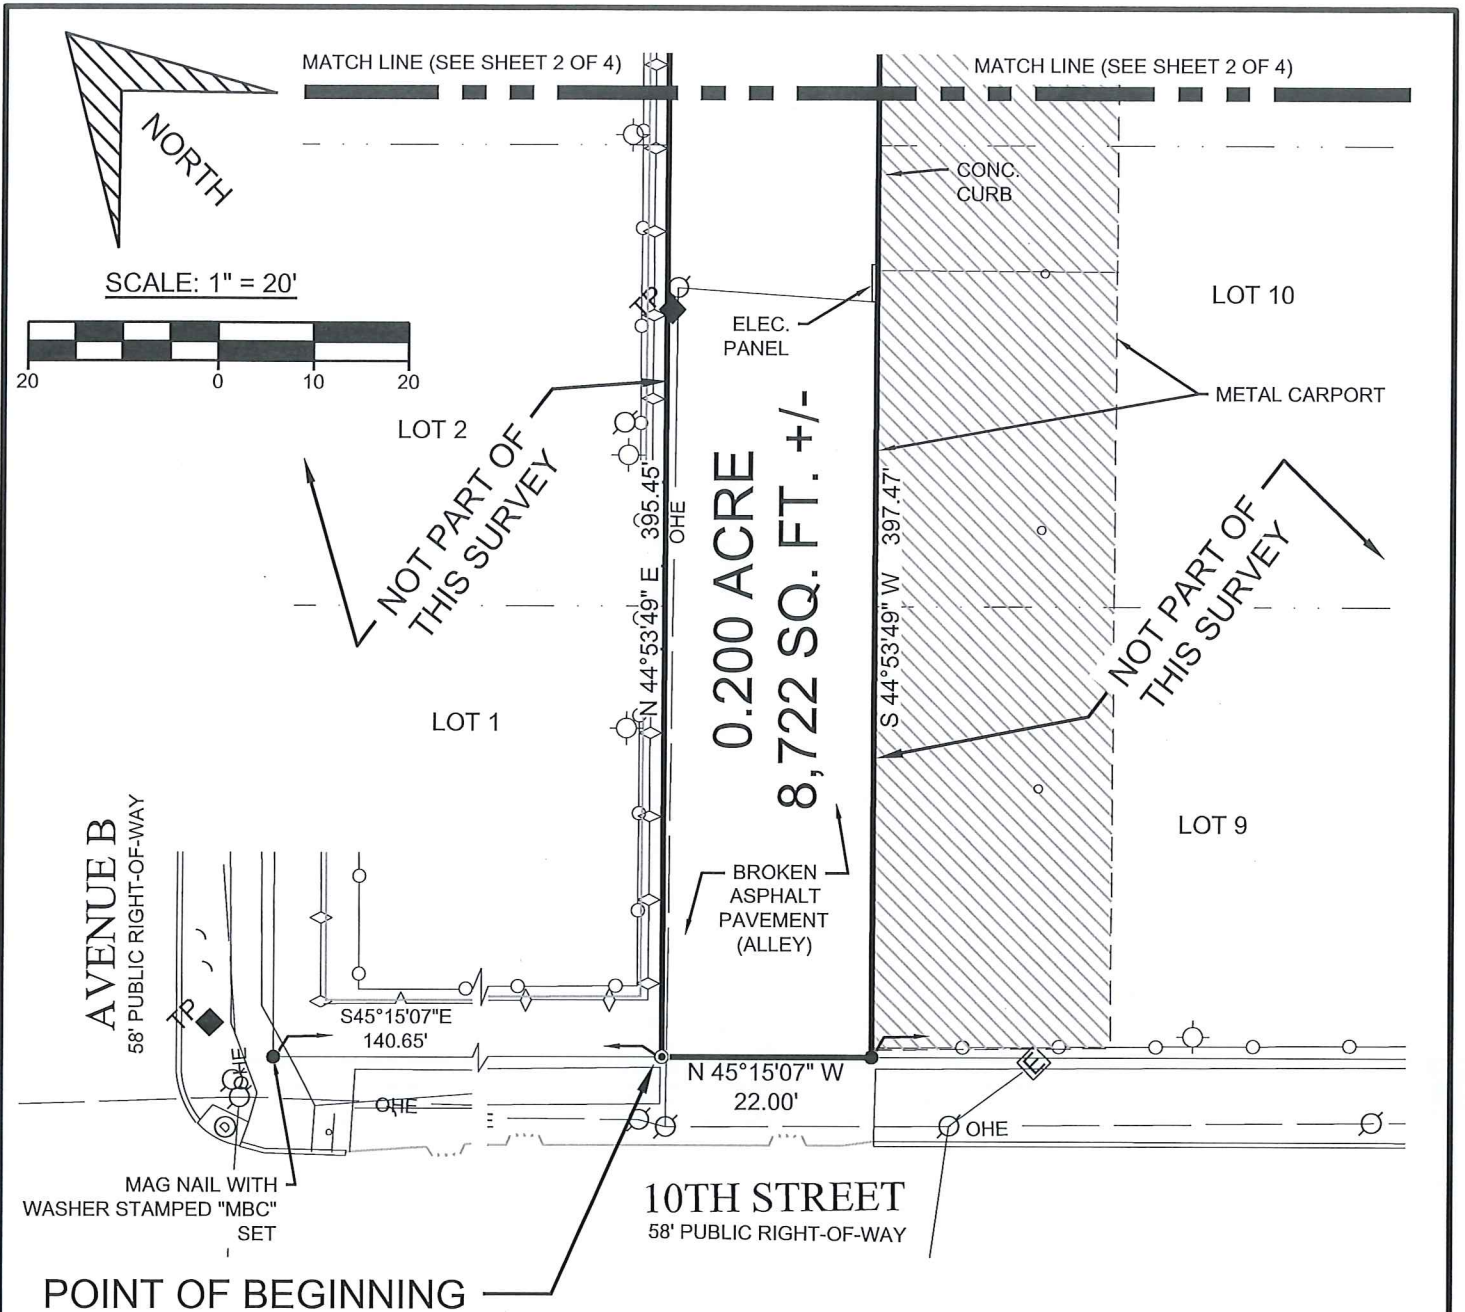 MATCH LINE (SEE SHEET 2 OF 4)
MATCH LINE (SEE SHEET 2 OF 4)
NORTH
CONC.
CURB
SCALE: 1" = 20'
20 0 10 20
LOT 10
TP
ELEC.
PANEL
METAL CARPORT
LOT 2
NOT PART OF
THIS SURVEY
N 44°53'49" E 395.45'
OHE
0.200 ACRE
8,722 SQ. FT. +/-
S 44°53'49" W 397.47'
NOT PART OF
THIS SURVEY
LOT 1
LOT 9
AVENUE B
58' PUBLIC RIGHT-OF-WAY
BROKEN
ASPHALT
PAVEMENT
(ALLEY)
TP
S45°15'07"E
140.65'
OHE
N 45°15'07" W
22.00'
E
OHE
E
OHE
D
MAG NAIL WITH
WASHER STAMPED "MBC"
SET
10TH STREET
58' PUBLIC RIGHT-OF-WAY
POINT OF BEGINNING